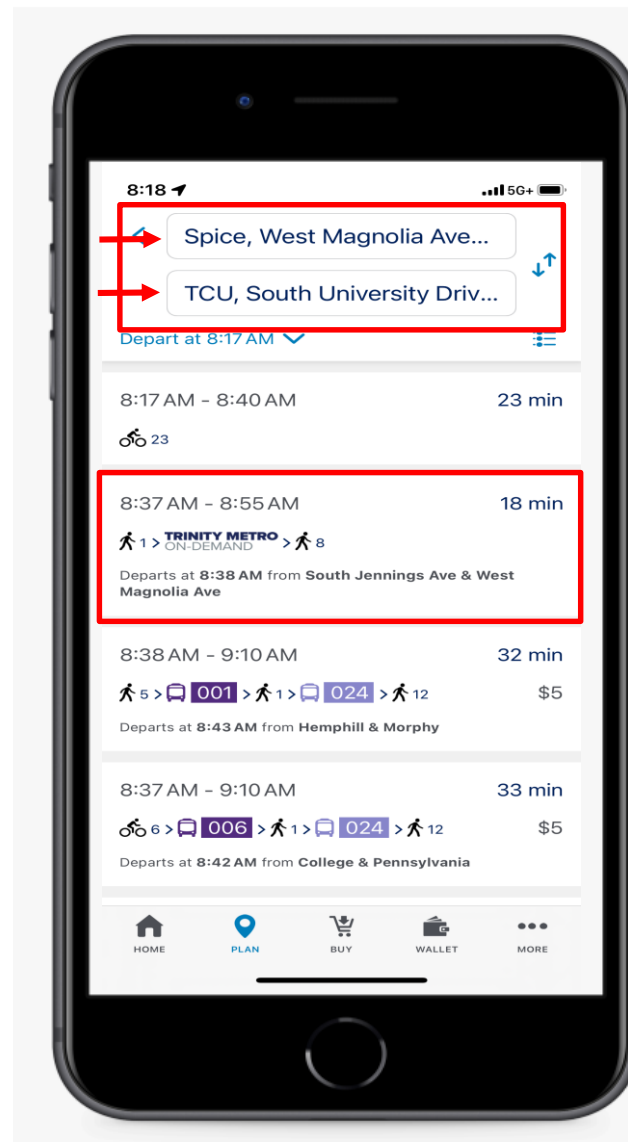 8:18 5G+
Spice, West Magnolia Ave...
TCU, South University Driv...
Depart at 8:17 AM
8:17 AM – 8:40 AM 23 min
23
8:37 AM – 8:55 AM 18 min
1 > TRINITY METRO ON-DEMAND > 8
Departs at 8:38 AM from South Jennings Ave & West
Magnolia Ave
8:38 AM – 9:10 AM 32 min
5 > 001 > 1 > 024 > 12 $5
Departs at 8:43 AM from Hemphill & Morphy
8:37 AM – 9:10 AM 33 min
6 > 006 > 1 > 024 > 12 $5
Departs at 8:42 AM from College & Pennsylvania
HOME PLAN BUY WALLET MORE